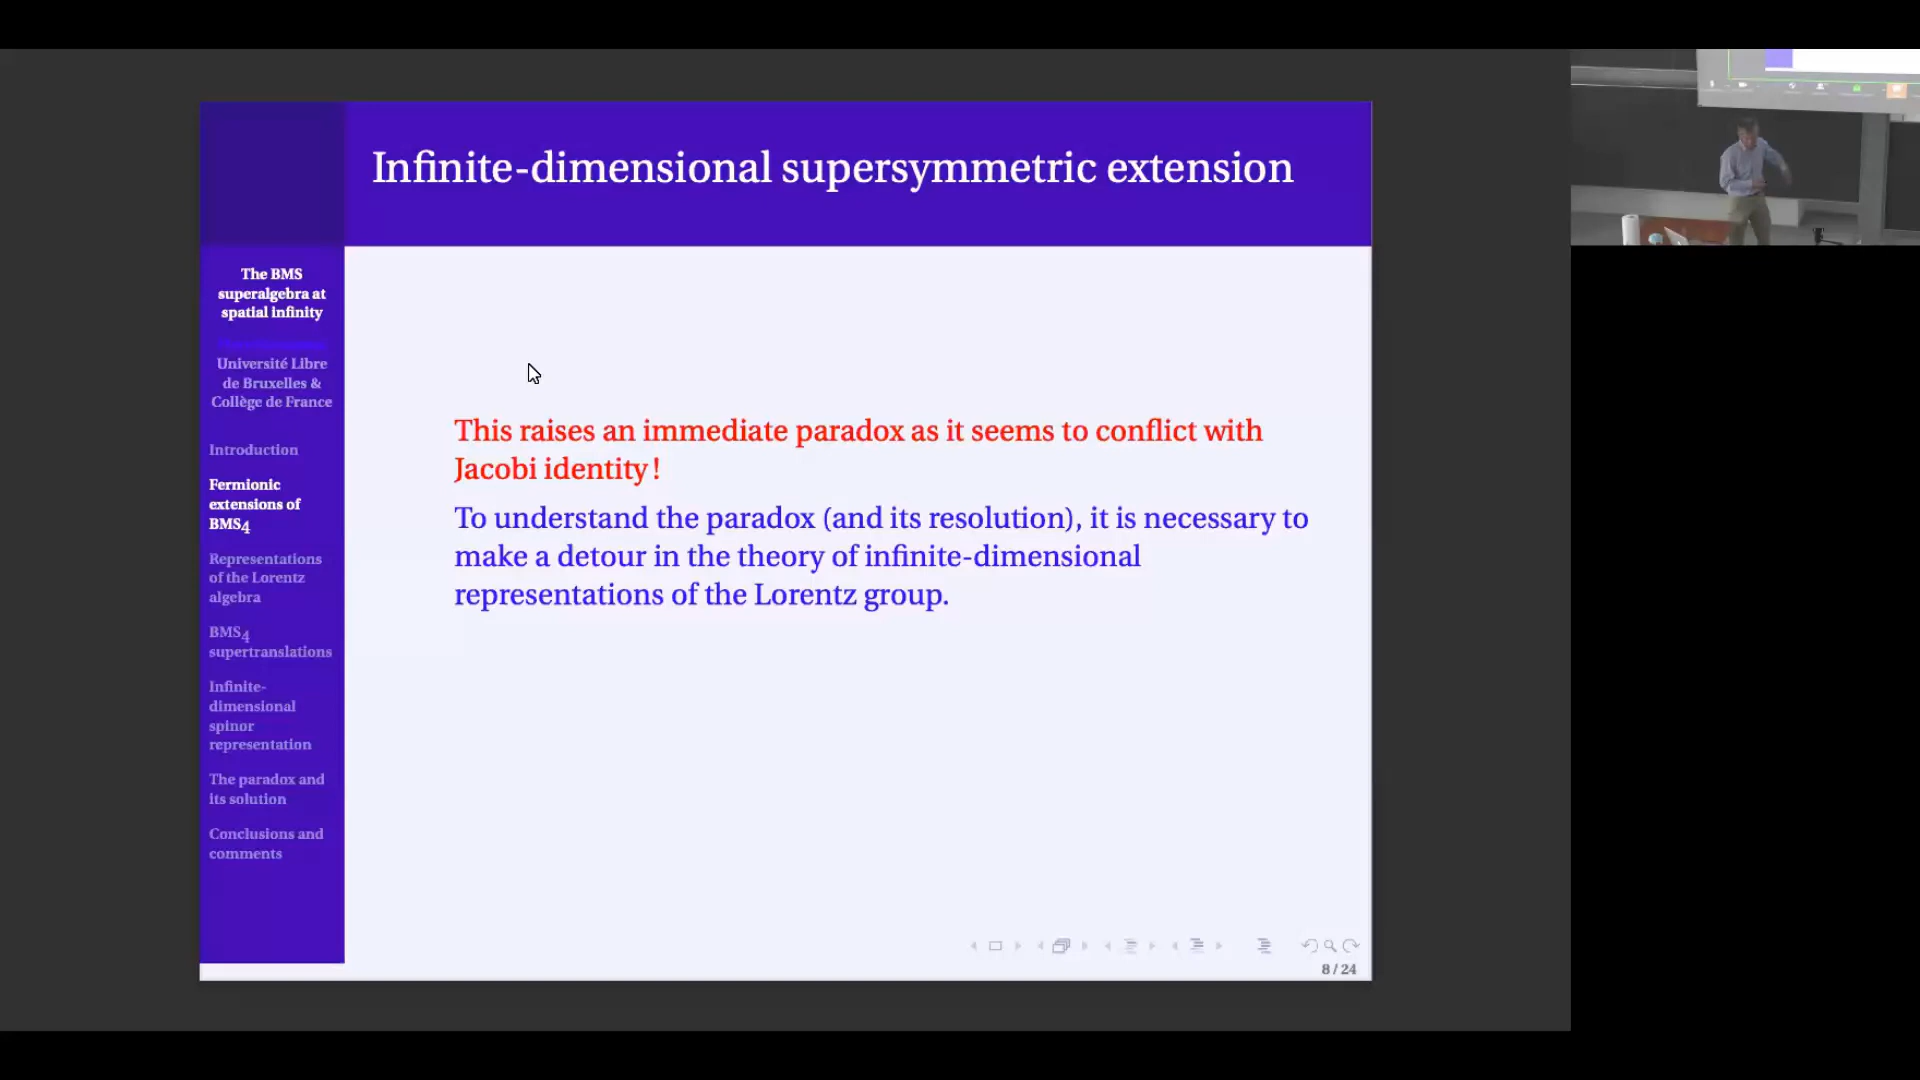 Infinite-dimensional supersymmetric extension
The BMS
superalgebra at
spatial infinity
Université Libre
de Bruxelles &
Collège de France
Introduction
Fermionic
extensions of
BMS4
Representations
of the Lorentz
algebra
BMS4
supertranslations
Infinite-
dimensional
spinor
representation
The paradox and
its solution
Conclusions and
comments
This raises an immediate paradox as it seems to conflict with
Jacobi identity!
To understand the paradox (and its resolution), it is necessary to
make a detour in the theory of infinite-dimensional
representations of the Lorentz group.
8 / 24